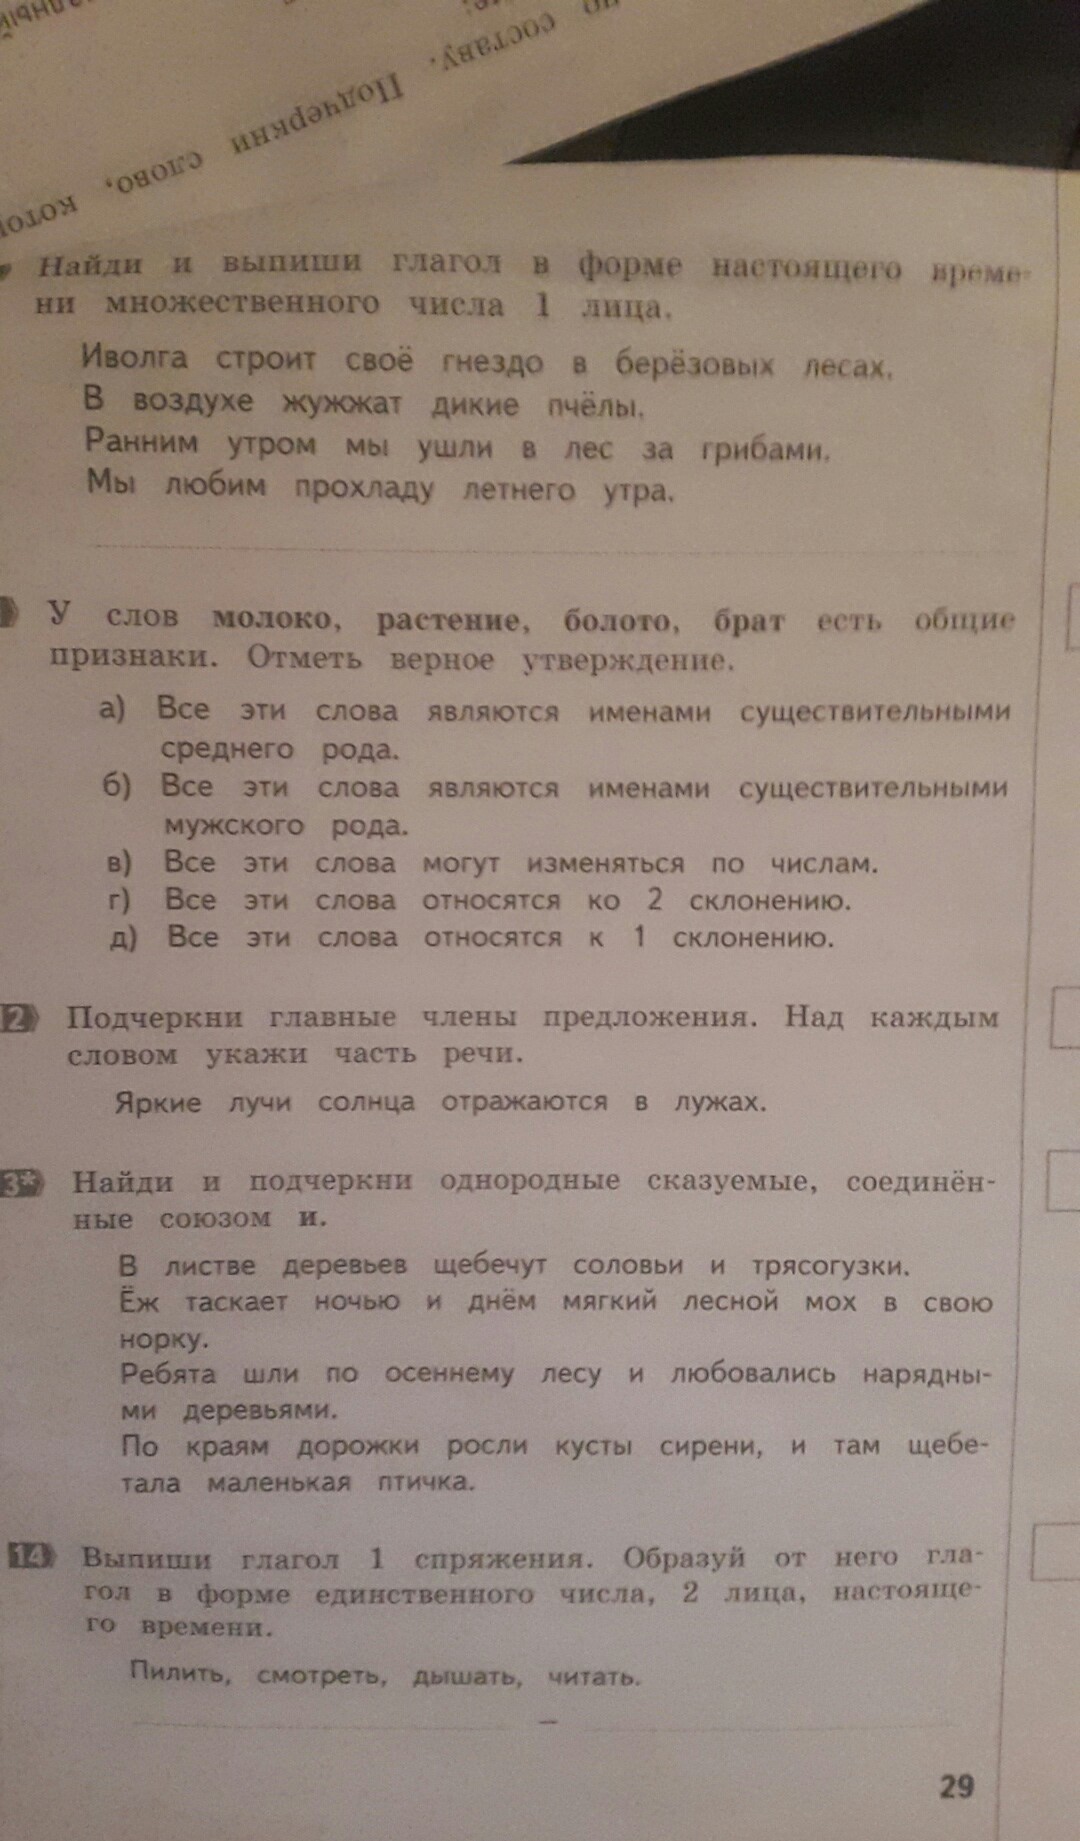 составу. Подчеркни
слово,
Найди и выпиши глагол в форме настоящего време-
ни множественного числа 1 лица.
Иволга строит своё гнездо в берёзовых лесах.
В воздухе жужжат дикие пчёлы.
Ранним утром мы ушли в лес за грибами.
Мы любим прохладу летнего утра.
У слов молоко, растение, болото, брат есть общие
признаки. Отметь верное утверждение.
а) Все эти слова являются именами существительными
среднего рода.
б) Все эти слова являются именами существительными
мужского рода.
в) Все эти слова могут изменяться по числам.
г) Все эти слова относятся ко 2 склонению.
д) Все эти слова относятся к 1 склонению.
2 Подчеркни главные члены предложения. Над каждым
словом укажи часть речи.
Яркие лучи солнца отражаются в лужах.
3* Найди и подчеркни однородные сказуемые, соединён-
ные союзом и.
В листве деревьев щебечут соловьи и трясогузки.
Ёж таскает ночью и днём мягкий лесной мох в свою
норку.
Ребята шли по осеннему лесу и любовались нарядны-
ми деревьями.
По краям дорожки росли кусты сирени, и там щебе-
тала маленькая птичка.
14 Выпиши глагол 1 спряжения. Образуй от него гла-
гол в форме единственного числа, 2 лица, настояще-
го времени.
Пилить, смотреть, дышать, читать.
–
29